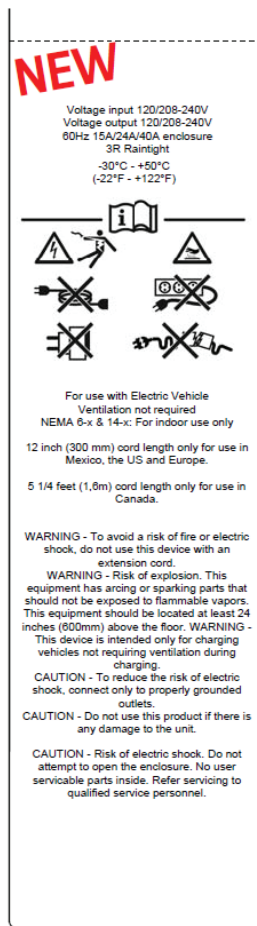 NEW
Voltage input 120/208-240V
Voltage output 120/208-240V
60Hz 15A/24A/40A enclosure
3R Raintight
-30°C - +50°C
(-22°F - +122°F)
i
For use with Electric Vehicle
Ventilation not required
NEMA 6-x & 14-x: For indoor use only
12 inch (300 mm) cord length only for use in
Mexico, the US and Europe.
5 1/4 feet (1,6m) cord length only for use in
Canada.
WARNING - To avoid a risk of fire or electric
shock, do not use this device with an
extension cord.
WARNING - Risk of explosion. This
equipment has arcing or sparking parts that
should not be exposed to flammable vapors.
This equipment should be located at least 24
inches (600mm) above the floor. WARNING -
This device is intended only for charging
vehicles not requiring ventilation during
charging.
CAUTION - To reduce the risk of electric
shock, connect only to properly grounded
outlets.
CAUTION - Do not use this product if there is
any damage to the unit.
CAUTION - Risk of electric shock. Do not
attempt to open the enclosure. No user
servicable parts inside. Refer servicing to
qualified service personnel.